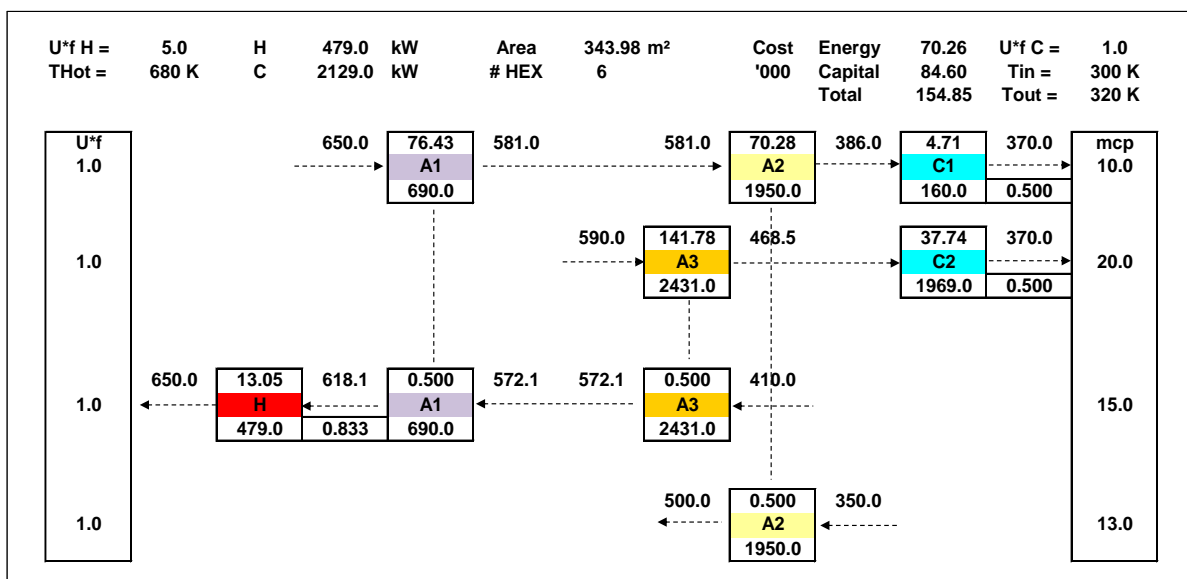 U*f H = 5.0 H 479.0 kW Area 343.98 m² Cost Energy 70.26 U*f C = 1.0
THot = 680 K C 2129.0 kW # HEX 6 '000 Capital 84.60 Tin = 300 K
Total 154.85 Tout = 320 K
U*f 650.0 76.43 581.0 581.0 70.28 386.0 4.71 370.0 mcp
1.0 A1 A2 C1 10.0
690.0 1950.0 160.0 0.500
590.0 141.78 468.5 37.74 370.0
1.0 A3 C2 20.0
2431.0 1969.0 0.500
650.0 13.05 618.1 0.500 572.1 572.1 0.500 410.0
1.0 H A1 A3 15.0
479.0 0.833 690.0 2431.0
500.0 0.500 350.0
1.0 A2 13.0
1950.0